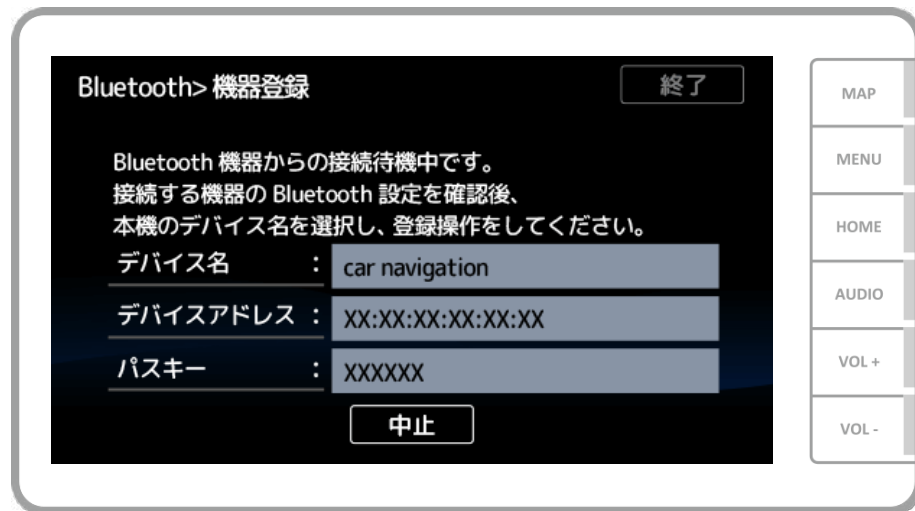 Bluetooth> 機器登録
終了
Bluetooth 機器からの接続待機中です。
接続する機器の Bluetooth 設定を確認後、
本機のデバイス名を選択し、登録操作をしてください。
デバイス名 : car navigation
デバイスアドレス : XX:XX:XX:XX:XX:XX
パスキー : XXXXXX
中止
MAP
MENU
HOME
AUDIO
VOL +
VOL -